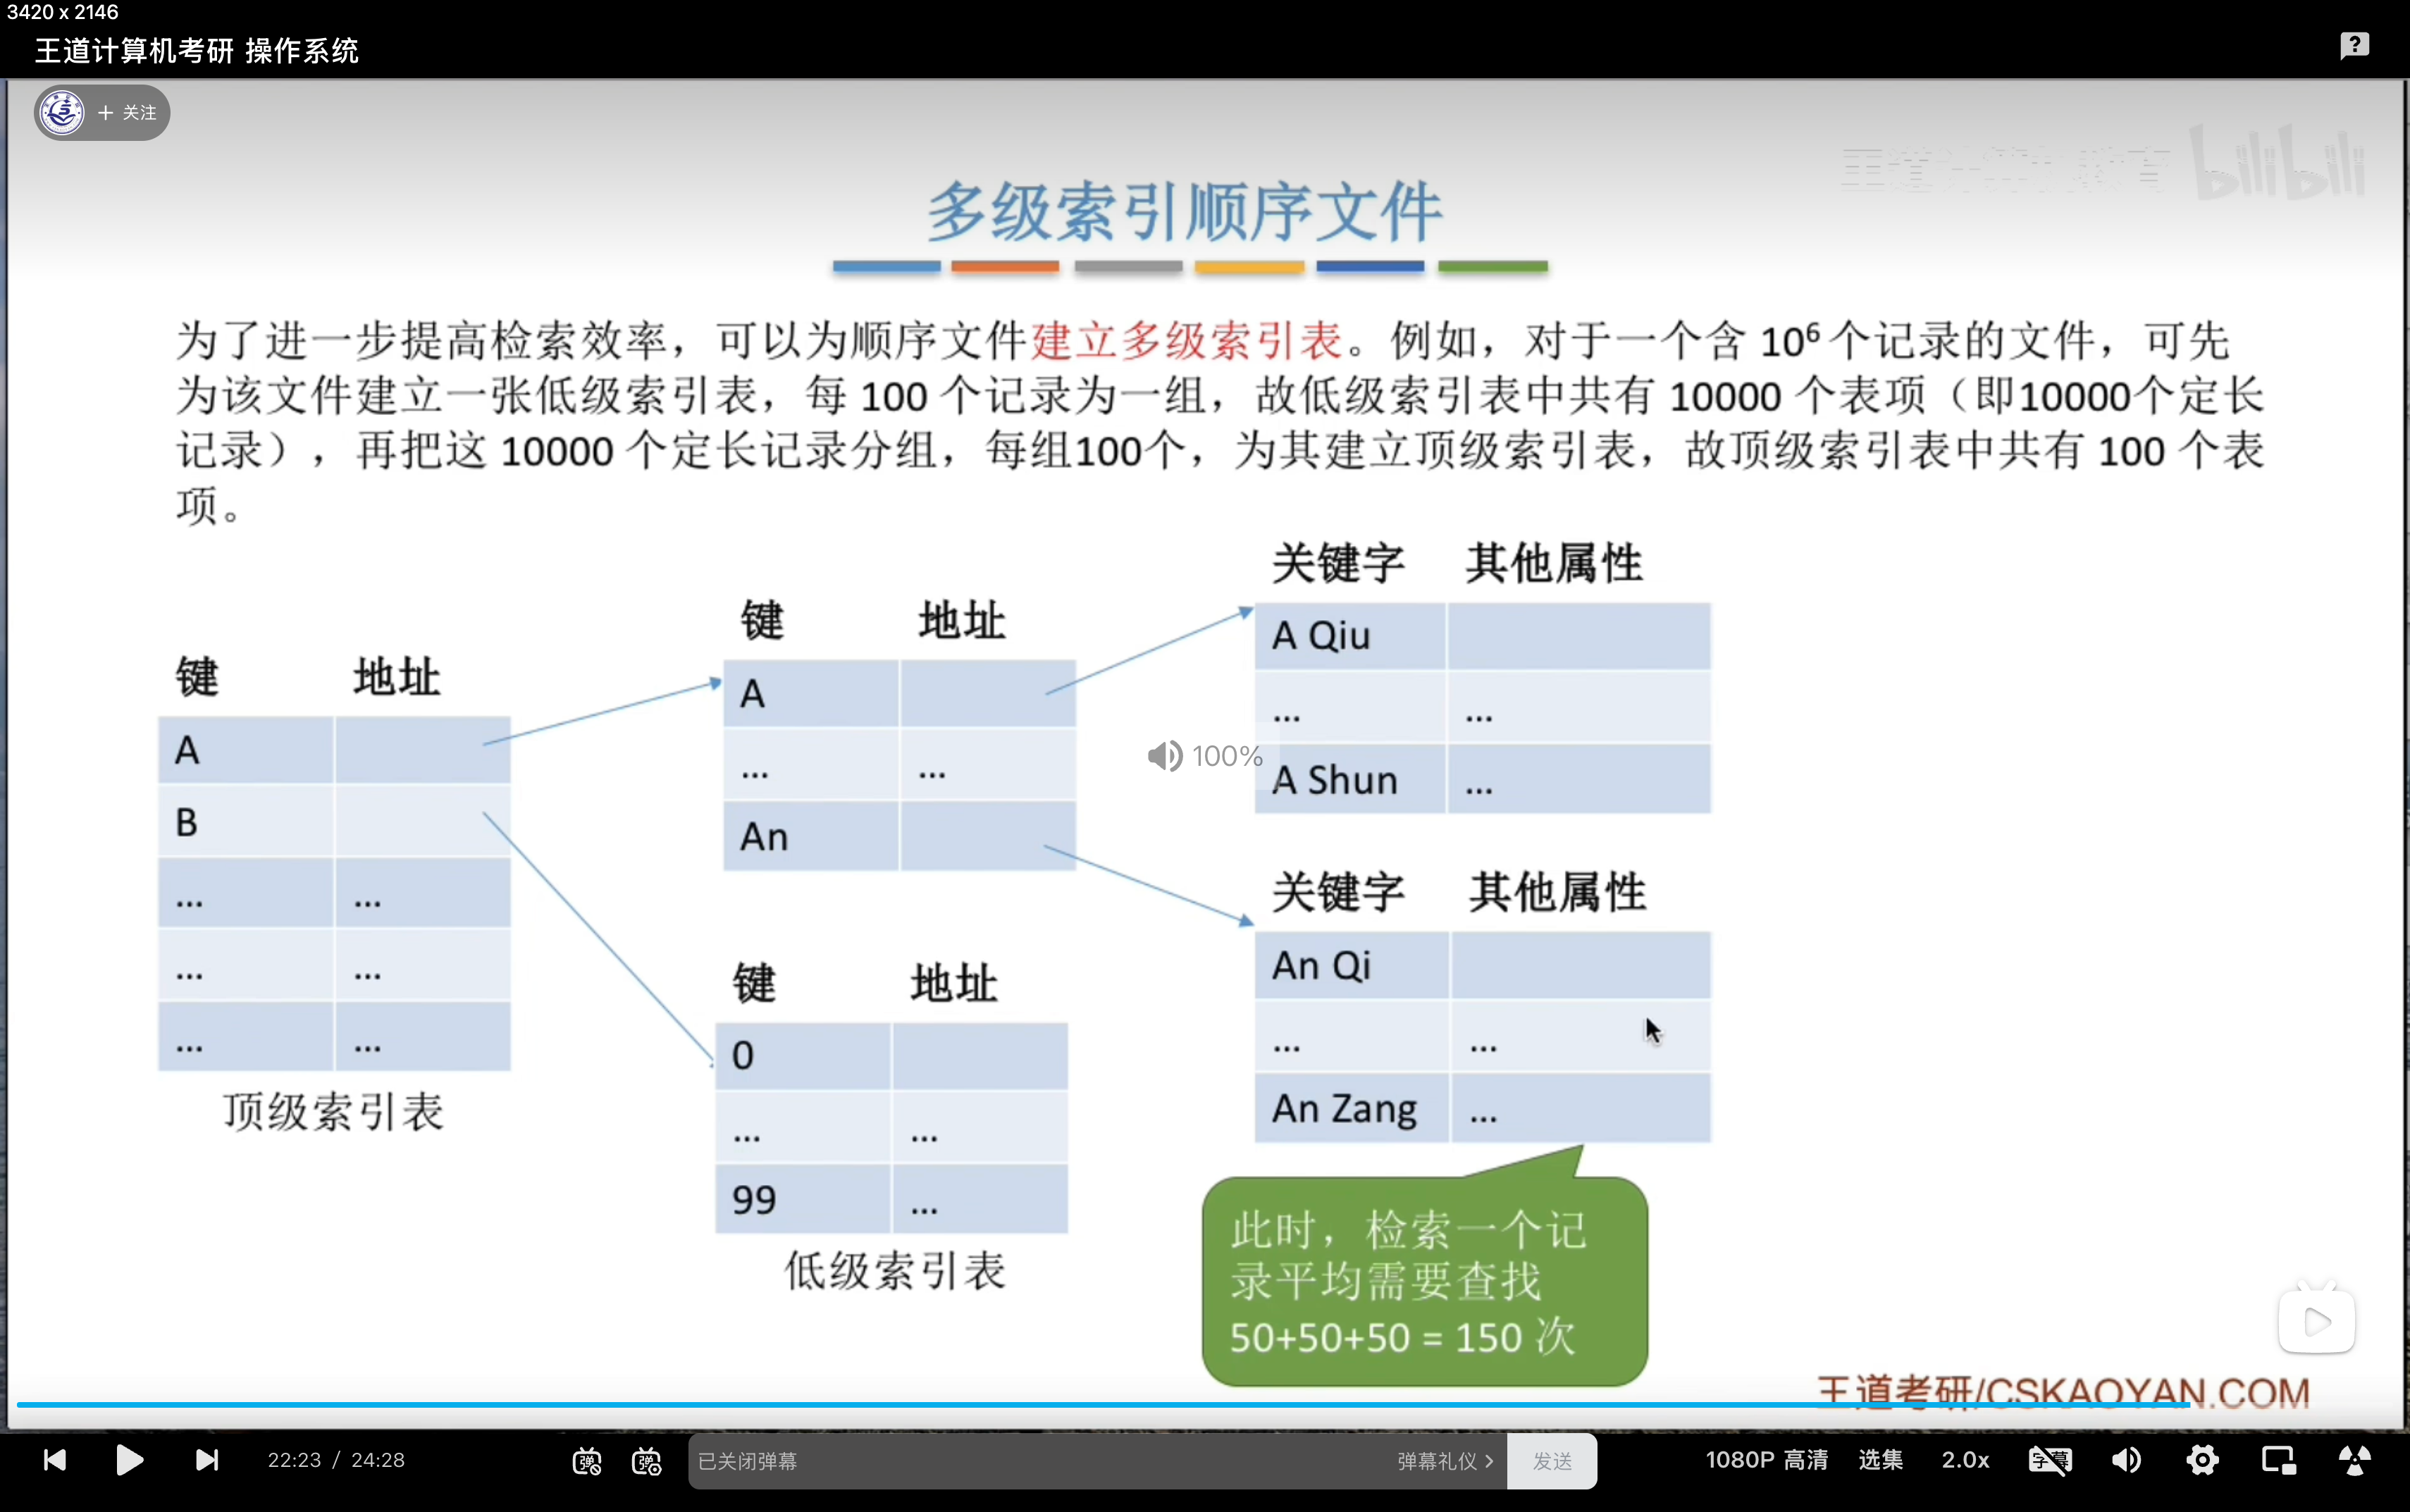 3420 x 2146
王道计算机考研 操作系统
+ 关注
bilibili
多级索引顺序文件
为了进一步提高检索效率，可以为顺序文件建立多级索引表。例如，对于一个含 10⁶ 个记录的文件，可先
为该文件建立一张低级索引表，每 100 个记录为一组，故低级索引表中共有 10000 个表项（即10000个定长
记录），再把这 10000 个定长记录分组，每组100个，为其建立顶级索引表，故顶级索引表中共有 100 个表
项。
键 地址
A
B
... ...
... ...
... ...
顶级索引表
键 地址
A
... ...
An
键 地址
0
... ...
99 ...
低级索引表
关键字 其他属性
A Qiu
... ...
A Shun ...
100%
关键字 其他属性
An Qi
... ...
An Zang ...
此时，检索一个记
录平均需要查找
50+50+50 = 150 次
王道考研/CSKAOYAN.COM
22:23 / 24:28
弹 弹
已关闭弹幕
弹幕礼仪 >
发送
1080P 高清
选集
2.0x
字幕